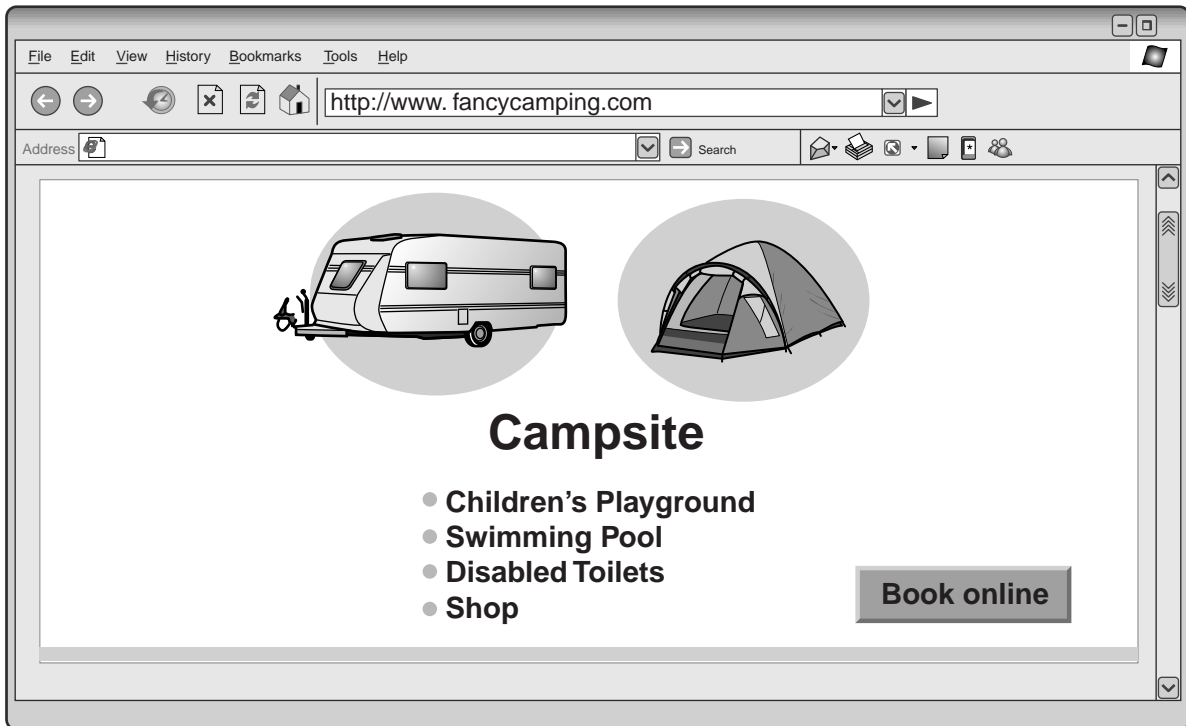 File Edit View History Bookmarks Tools Help
http://www. fancycamping.com
Address Search
Campsite
Children’s Playground
Swimming Pool
Disabled Toilets
Shop
Book online